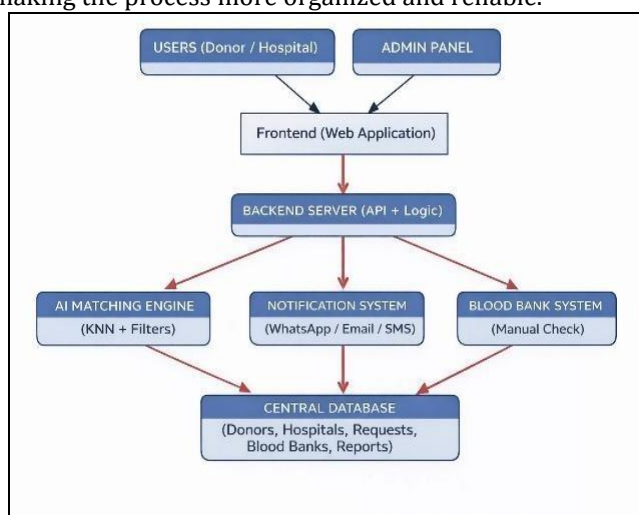 making the process more organized and reliable.
USERS (Donor / Hospital)
ADMIN PANEL
Frontend (Web Application)
BACKEND SERVER (API + Logic)
AI MATCHING ENGINE
(KNN + Filters)
NOTIFICATION SYSTEM
(WhatsApp / Email / SMS)
BLOOD BANK SYSTEM
(Manual Check)
CENTRAL DATABASE
(Donors, Hospitals, Requests,
Blood Banks, Reports)